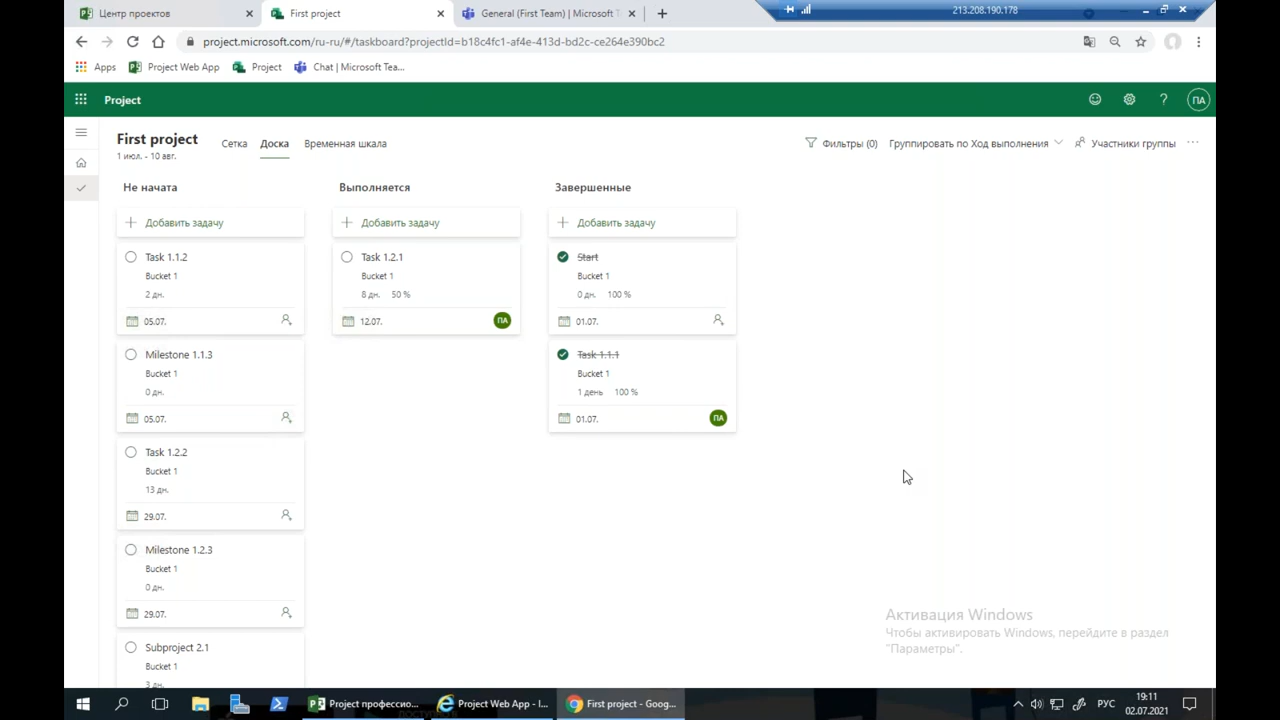 Центр проектов
First project
General (First Team) | Microsoft T
213.208.190.178
project.microsoft.com/ru-ru/#/taskboard?projectId=b18c4fc1-af4e-413d-bd2c-ce264e390bc2
Apps
Project Web App
Project
Chat | Microsoft Tea...
Project
ПА
First project
1 июл. - 10 авг.
Сетка
Доска
Временная шкала
Фильтры (0)
Группировать по Ход выполнения
Участники группы
Не начата
Добавить задачу
Task 1.1.2
Bucket 1
2 дн.
05.07.
Milestone 1.1.3
Bucket 1
0 дн.
05.07.
Task 1.2.2
Bucket 1
13 дн.
29.07.
Milestone 1.2.3
Bucket 1
0 дн.
29.07.
Subproject 2.1
Bucket 1
3 дн.
Выполняется
Добавить задачу
Task 1.2.1
Bucket 1
8 дн. 50 %
12.07.
ПА
Завершенные
Добавить задачу
Start
Bucket 1
0 дн. 100 %
01.07.
Task 1.1.1
Bucket 1
1 день 100 %
01.07.
ПА
Активация Windows
Чтобы активировать Windows, перейдите в раздел
"Параметры".
Project профессио...
Project Web App - I...
First project - Goog...
РУС
19:11
02.07.2021